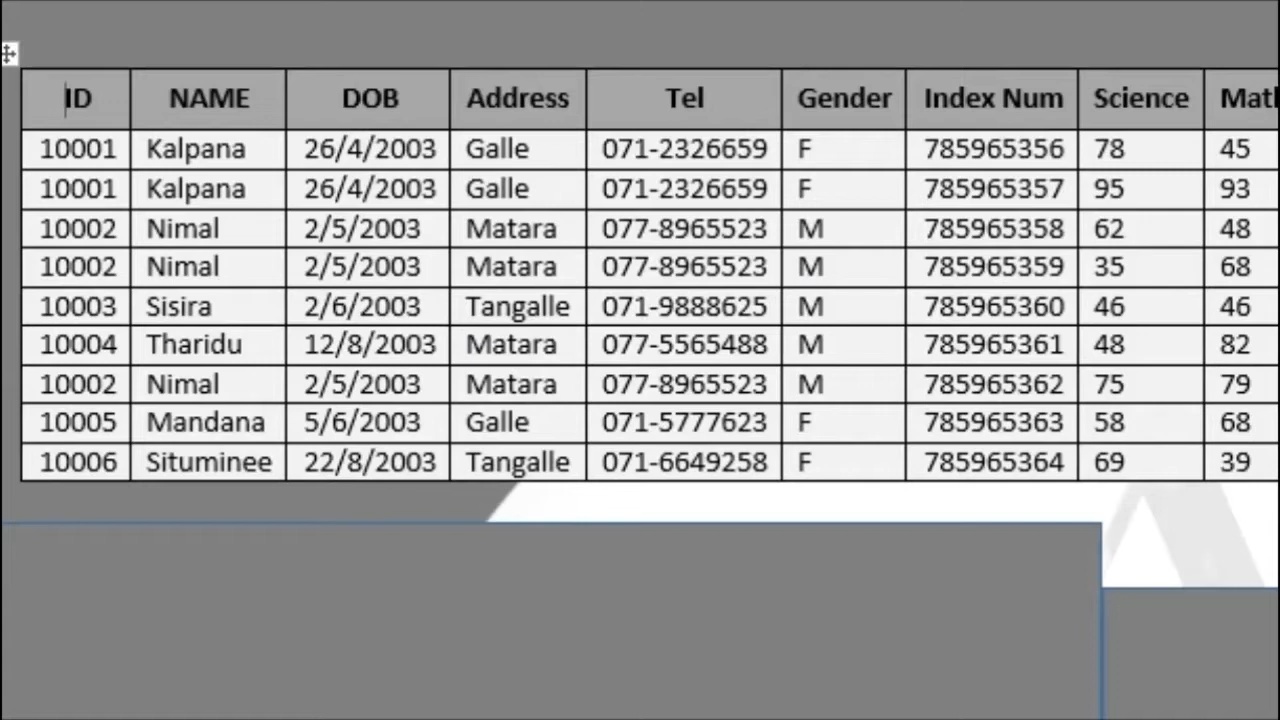 ID NAME DOB Address Tel Gender Index Num Science
10001 Kalpana 26/4/2003 Galle 071-2326659 F 785965356 78 45
10001 Kalpana 26/4/2003 Galle 071-2326659 F 785965357 95 93
10002 Nimal 2/5/2003 Matara 077-8965523 M 785965358 62 48
10002 Nimal 2/5/2003 Matara 077-8965523 M 785965359 35 68
10003 Sisira 2/6/2003 Tangalle 071-9888625 M 785965360 46 46
10004 Tharidu 12/8/2003 Matara 077-5565488 M 785965361 48 82
10002 Nimal 2/5/2003 Matara 077-8965523 M 785965362 75 79
10005 Mandana 5/6/2003 Galle 071-5777623 F 785965363 58 68
10006 Situminee 22/8/2003 Tangalle 071-6649258 F 785965364 69 39